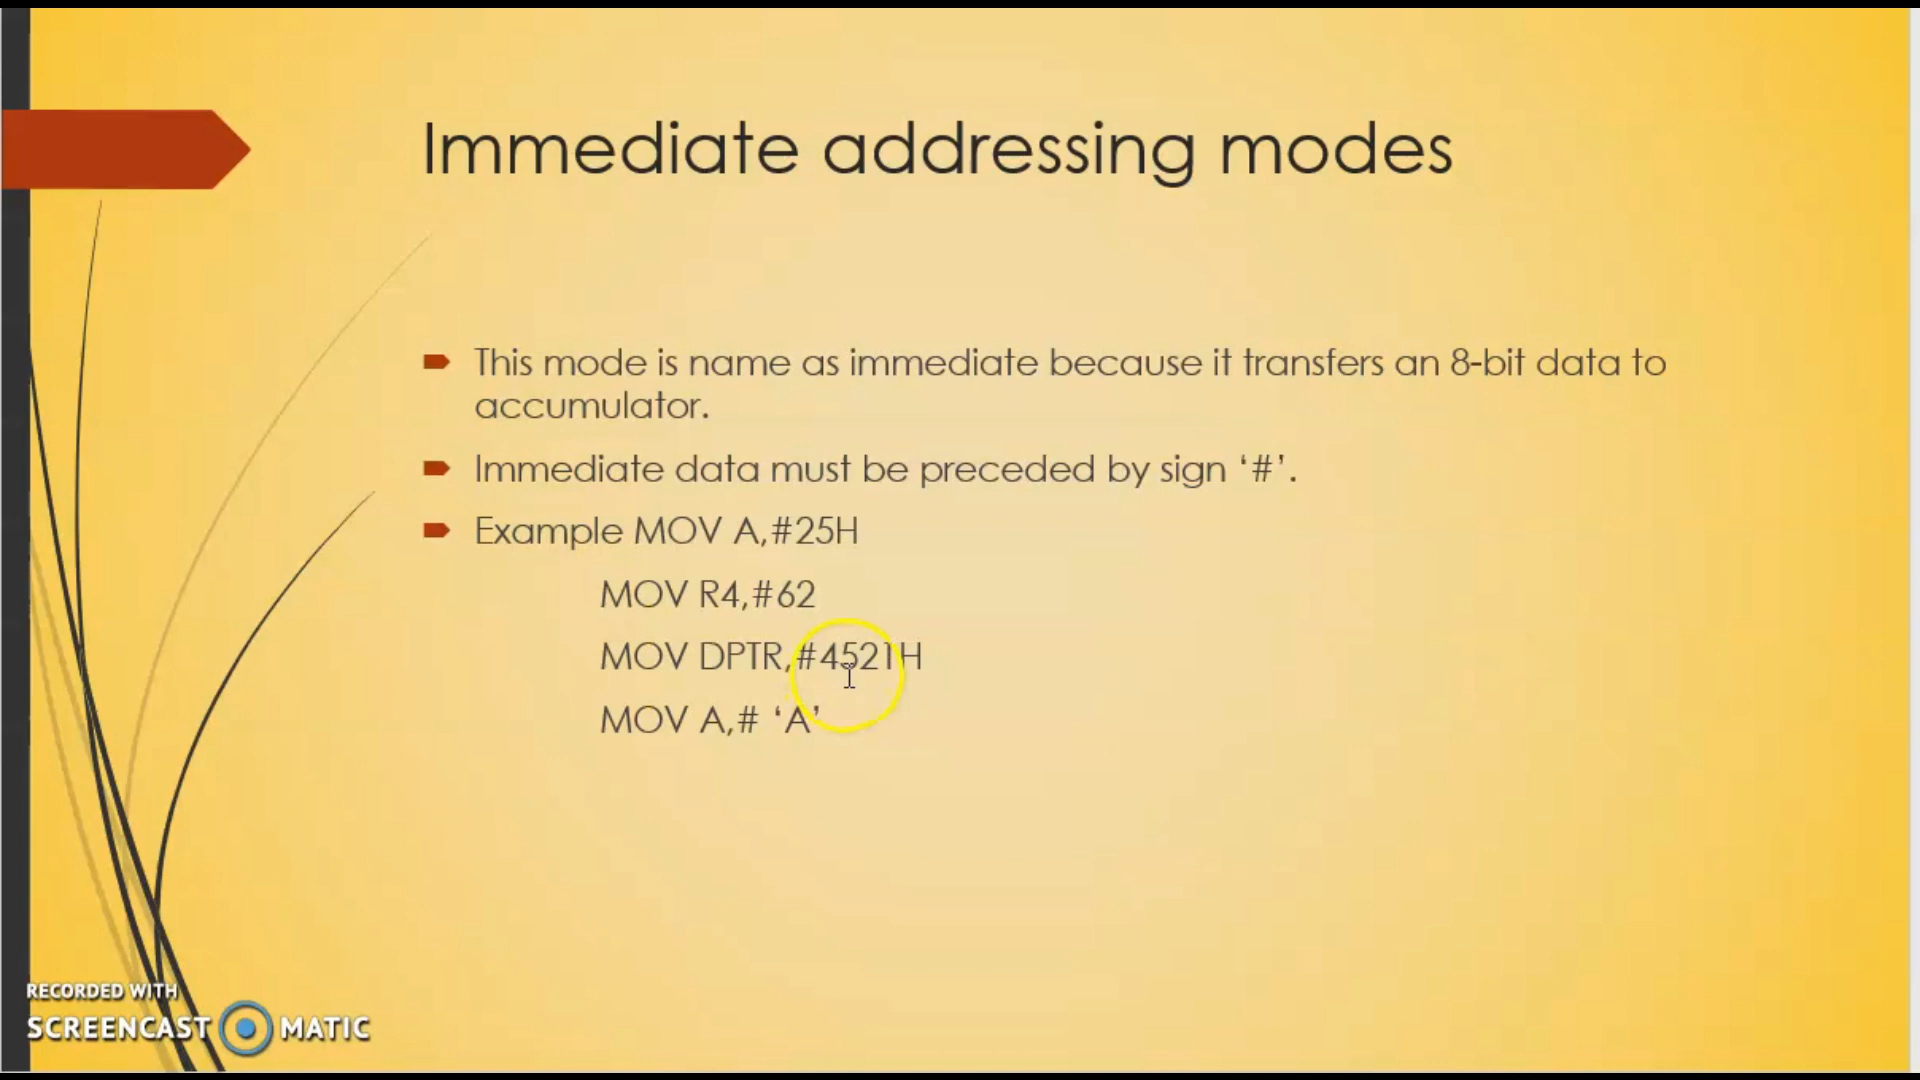 Immediate addressing modes
This mode is name as immediate because it transfers an 8-bit data to
accumulator.
Immediate data must be preceded by sign ‘#’.
Example MOV A,#25H
MOV R4,#62
MOV DPTR,#4521H
MOV A,# ‘A’
RECORDED WITH
SCREENCAST MATIC